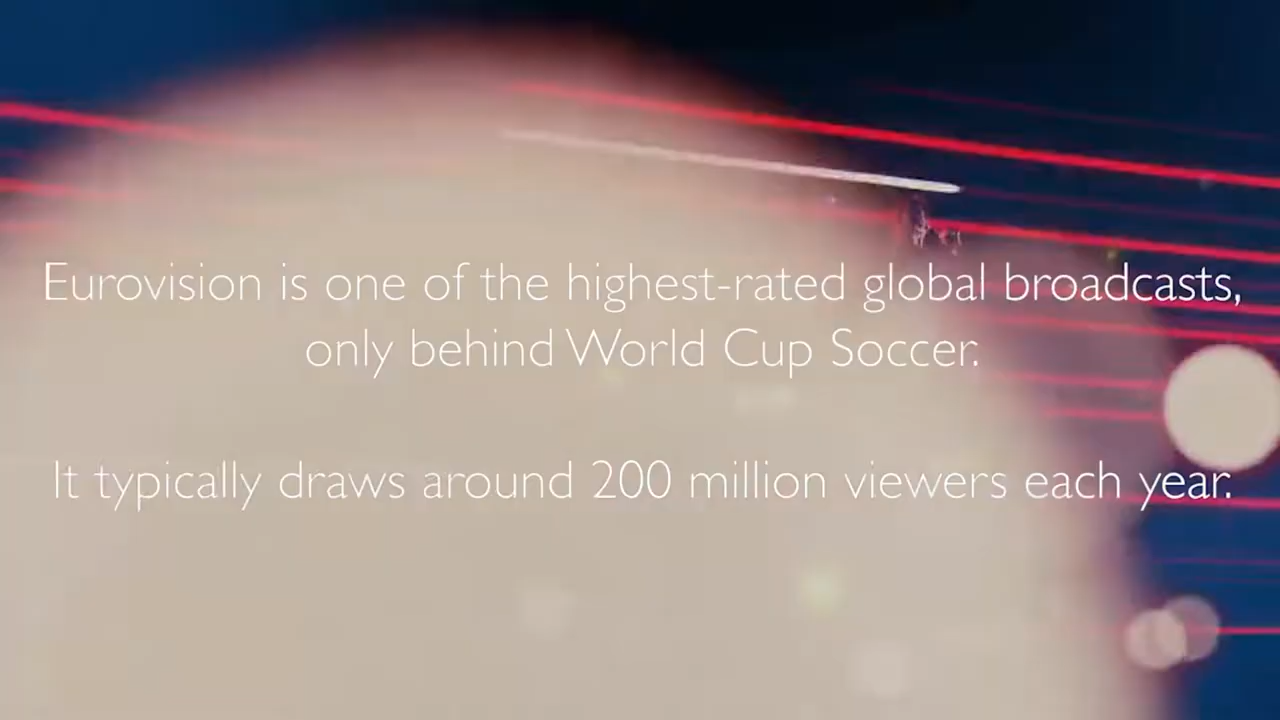 Eurovision is one of the highest-rated global broadcasts,
only behind World Cup Soccer.
It typically draws around 200 million viewers each year.